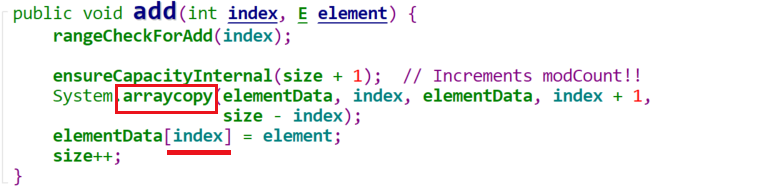 public void add(int index, E element) {
rangeCheckForAdd(index);
ensureCapacityInternal(size + 1);  // Increments modCount!!
System.arraycopy(elementData, index, elementData, index + 1,
size - index);
elementData[index] = element;
size++;
}